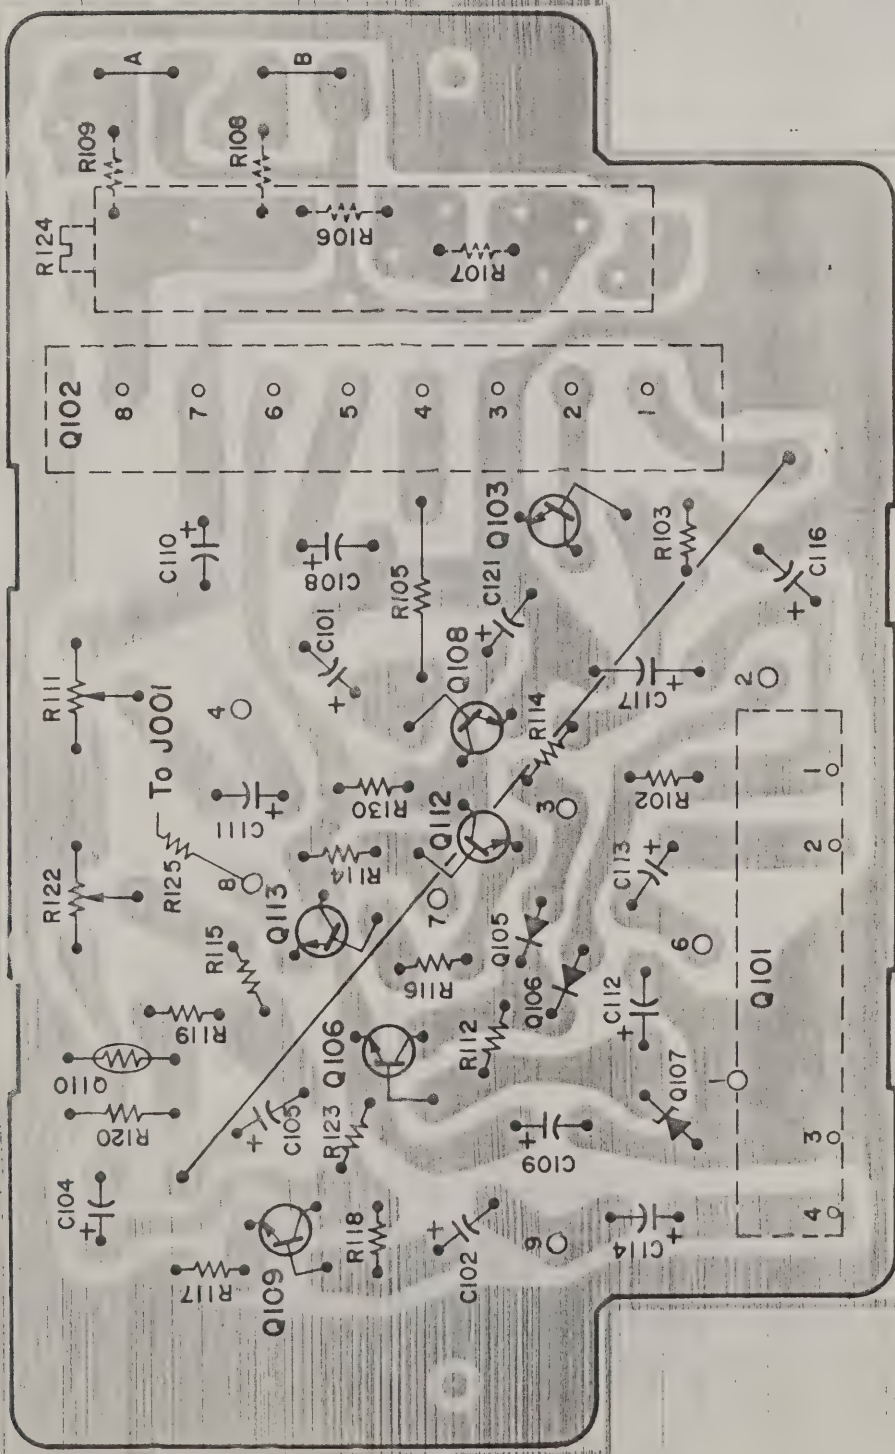 A
B
R109
R108
R124
R106
R107
Q102
8
7
6
5
4
3
2
1
C110
+
C108
+
R105
Q103
R103
C116
+
C101
+
C121
+
Q108
R111
To J001
4
R114
C117
+
2
C111
+
R130
Q112
3
R102
1
R122
R125
8
R114
7
C113
+
2
Q113
R115
R116
Q105
6
Q101
R119
Q106
R112
Q106
C112
+
Q110
R120
C105
+
R123
Q107
1
C109
+
3
C104
+
R117
Q109
R118
C102
+
9
C114
+
4